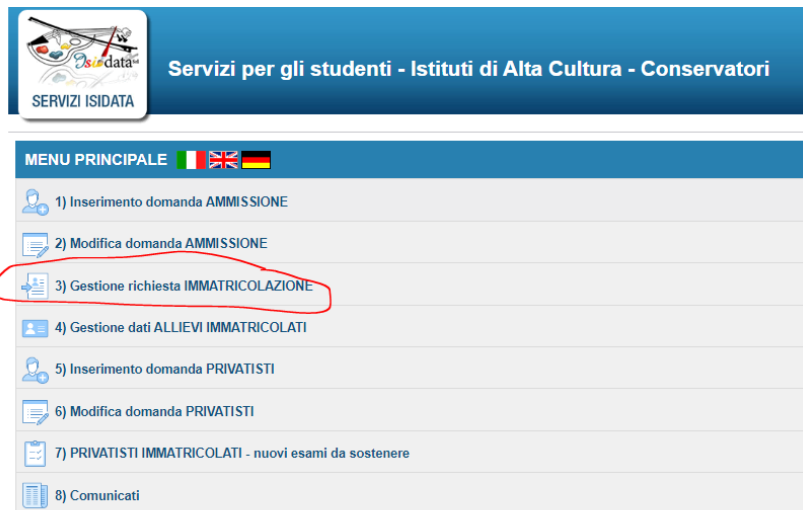 Isidata
SERVIZI ISIDATA
Servizi per gli studenti - Istituti di Alta Cultura - Conservatori
MENU PRINCIPALE
1) Inserimento domanda AMMISSIONE
2) Modifica domanda AMMISSIONE
3) Gestione richiesta IMMATRICOLAZIONE
4) Gestione dati ALLIEVI IMMATRICOLATI
5) Inserimento domanda PRIVATISTI
6) Modifica domanda PRIVATISTI
7) PRIVATISTI IMMATRICOLATI - nuovi esami da sostenere
8) Comunicati